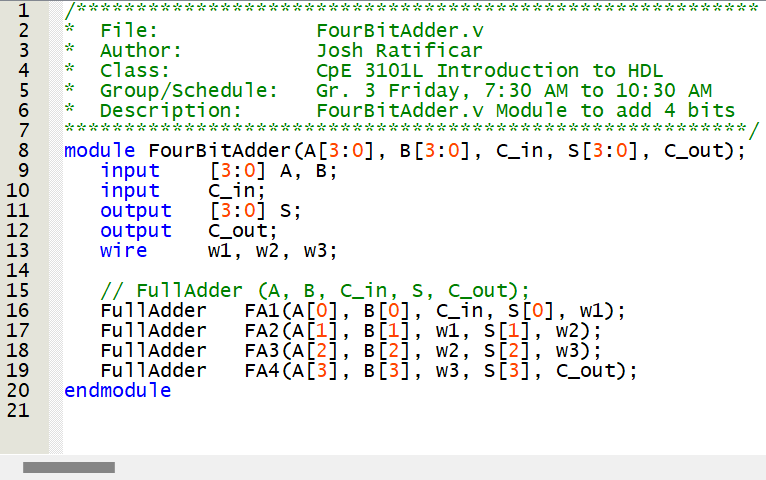 1 /*********************************************************
2 * File: FourBitAdder.v
3 * Author: Josh Ratificar
4 * Class: CpE 3101L Introduction to HDL
5 * Group/Schedule: Gr. 3 Friday, 7:30 AM to 10:30 AM
6 * Description: FourBitAdder.v Module to add 4 bits
7 *********************************************************/
8 module FourBitAdder(A[3:0], B[3:0], C_in, S[3:0], C_out);
9 input [3:0] A, B;
10 input C_in;
11 output [3:0] S;
12 output C_out;
13 wire w1, w2, w3;
14
15 // FullAdder (A, B, C_in, S, C_out);
16 FullAdder FA1(A[0], B[0], C_in, S[0], w1);
17 FullAdder FA2(A[1], B[1], w1, S[1], w2);
18 FullAdder FA3(A[2], B[2], w2, S[2], w3);
19 FullAdder FA4(A[3], B[3], w3, S[3], C_out);
20 endmodule
21